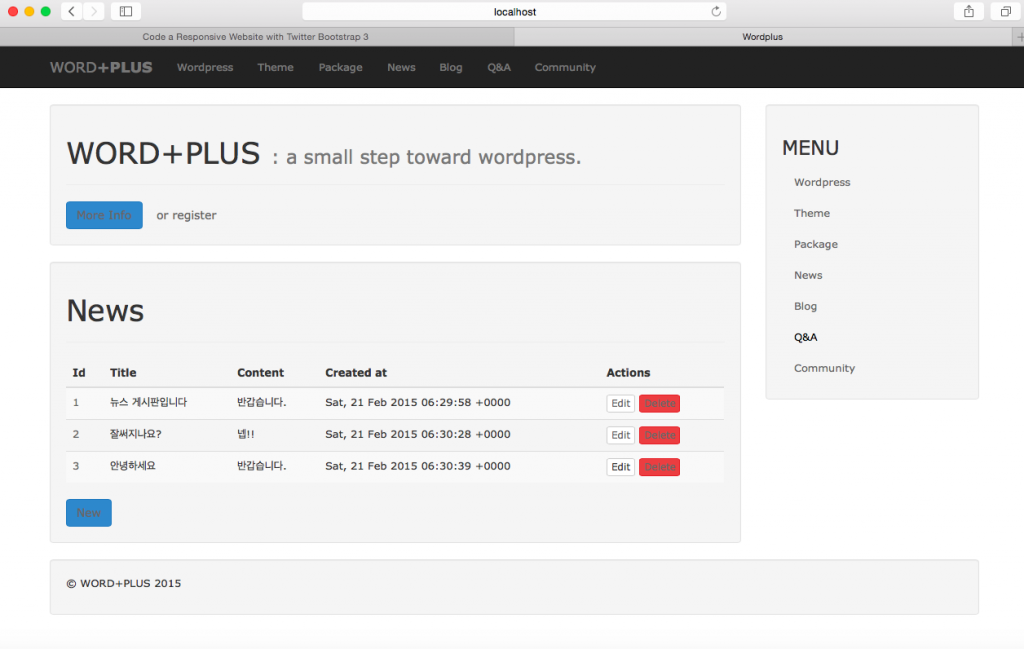 localhost
Code a Responsive Website with Twitter Bootstrap 3 Wordplus
WORD+PLUS Wordpress Theme Package News Blog Q&A Community
WORD+PLUS : a small step toward wordpress.
More Info or register
MENU
Wordpress
Theme
Package
News
Blog
Q&A
Community
News
Id Title Content Created at Actions
1 뉴스 게시판입니다 반갑습니다. Sat, 21 Feb 2015 06:29:58 +0000 Edit Delete
2 잘써지나요? 넵!! Sat, 21 Feb 2015 06:30:28 +0000 Edit Delete
3 안녕하세요 반갑습니다. Sat, 21 Feb 2015 06:30:39 +0000 Edit Delete
New
© WORD+PLUS 2015